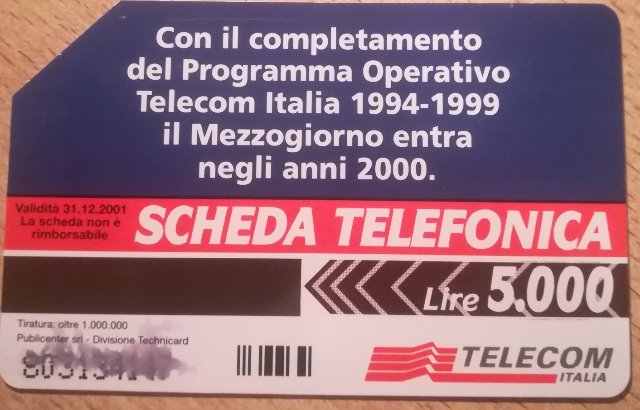 Con il completamento
del Programma Operativo
Telecom Italia 1994-1999
il Mezzogiorno entra
negli anni 2000.
Validità 31.12.2001
La scheda non è
rimborsabile
SCHEDA TELEFONICA
Lire 5.000
Tiratura: oltre 1.000.000
Publicenter srl - Divisione Technicard
TELECOM
ITALIA